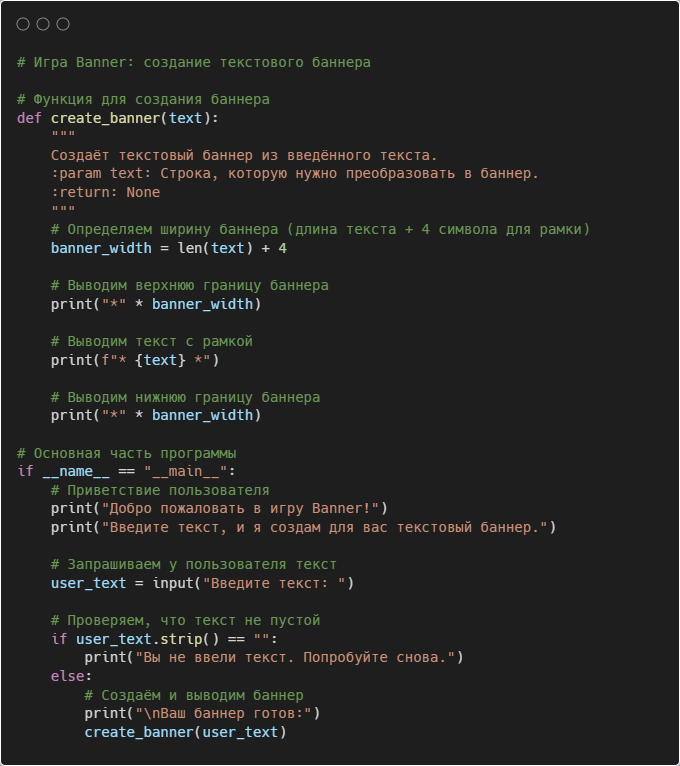 # Игра Banner: создание текстового баннера

# Функция для создания баннера
def create_banner(text):
    """
    Создаёт текстовый баннер из введённого текста.
    :param text: Строка, которую нужно преобразовать в баннер.
    :return: None
    """
    # Определяем ширину баннера (длина текста + 4 символа для рамки)
    banner_width = len(text) + 4

    # Выводим верхнюю границу баннера
    print("*" * banner_width)

    # Выводим текст с рамкой
    print(f"* {text} *")

    # Выводим нижнюю границу баннера
    print("*" * banner_width)

# Основная часть программы
if __name__ == "__main__":
    # Приветствие пользователя
    print("Добро пожаловать в игру Banner!")
    print("Введите текст, и я создам для вас текстовый баннер.")

    # Запрашиваем у пользователя текст
    user_text = input("Введите текст: ")

    # Проверяем, что текст не пустой
    if user_text.strip() == "":
        print("Вы не ввели текст. Попробуйте снова.")
    else:
        # Создаём и выводим баннер
        print("\nВаш баннер готов:")
        create_banner(user_text)